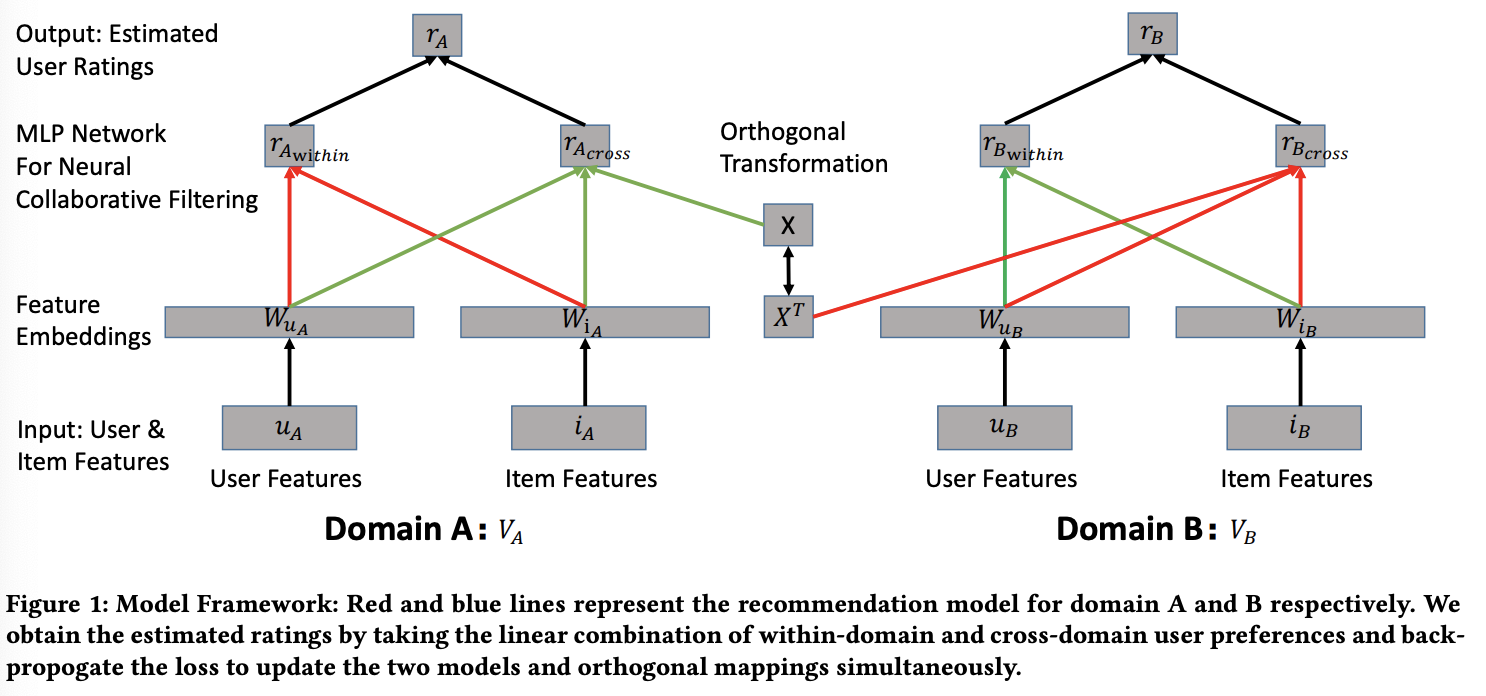 Output: Estimated
User Ratings
r_A
r_B
MLP Network
For Neural
Collaborative Filtering
r_{A_{within}}
r_{A_{cross}}
Orthogonal
Transformation
r_{B_{within}}
r_{B_{cross}}
X
Feature
Embeddings
W_{u_A}
W_{i_A}
X^T
W_{u_B}
W_{i_B}
Input: User &
Item Features
u_A
i_A
u_B
i_B
User Features
Item Features
User Features
Item Features
Domain A: V_A
Domain B: V_B
Figure 1: Model Framework: Red and blue lines represent the recommendation model for domain A and B respectively. We
obtain the estimated ratings by taking the linear combination of within-domain and cross-domain user preferences and back-
propogate the loss to update the two models and orthogonal mappings simultaneously.